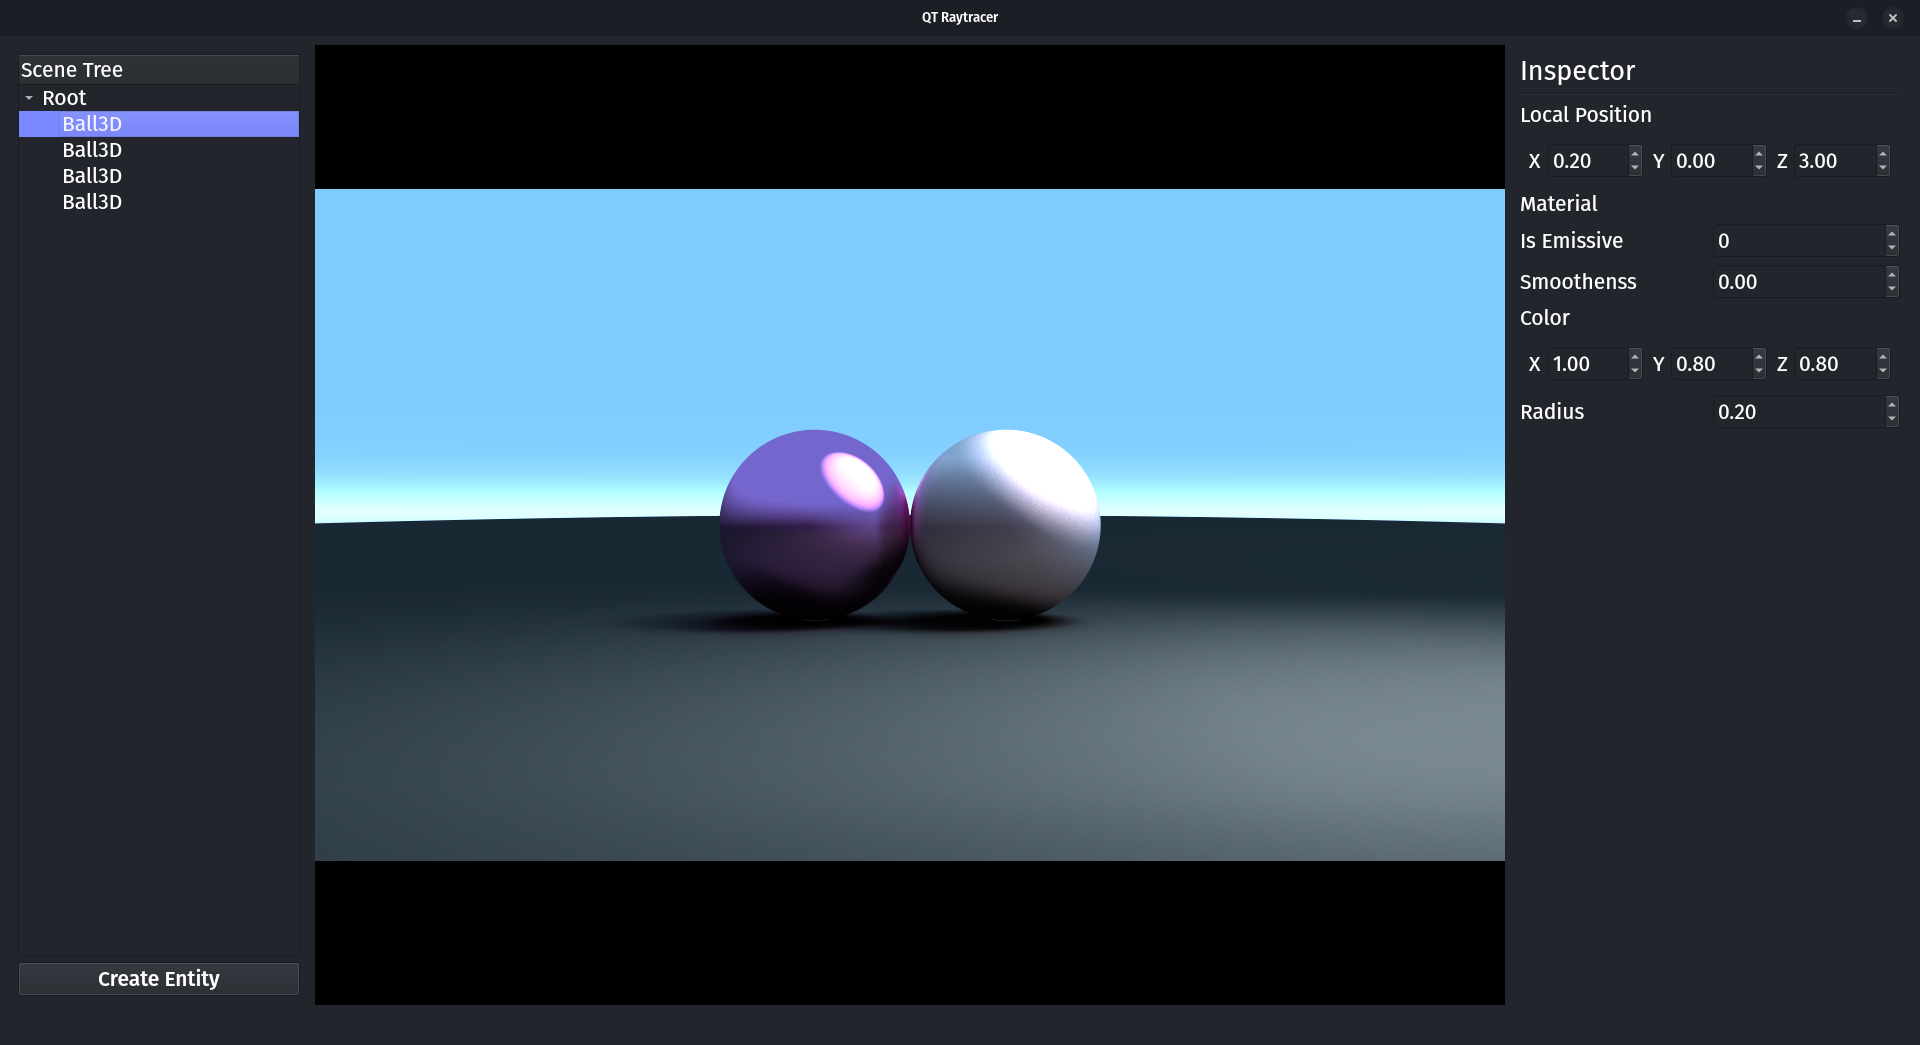 QT Raytracer
Scene Tree
Root
Ball3D
Ball3D
Ball3D
Ball3D
Create Entity
Inspector
Local Position
X 0.20 Y 0.00 Z 3.00
Material
Is Emissive 0
Smoothenss 0.00
Color
X 1.00 Y 0.80 Z 0.80
Radius 0.20